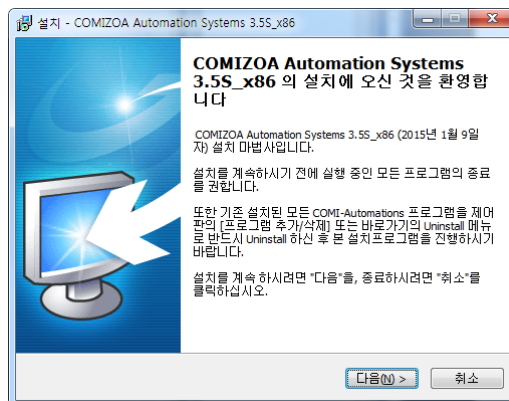 설치 - COMIZOA Automation Systems 3.5S_x86
COMIZOA Automation Systems
3.5S_x86 의 설치에 오신 것을 환영합
니다
COMIZOA Automation Systems 3.5S_x86 (2015년 1월 9일
자) 설치 마법사입니다.
설치를 계속하시기 전에 실행 중인 모든 프로그램의 종료
를 권합니다.
또한 기존 설치된 모든 COMI-Automations 프로그램을 제어
판의 [프로그램 추가/삭제] 또는 바로가기의 Uninstall 메뉴
로 반드시 Uninstall 하신 후 본 설치프로그램을 진행하시기
바랍니다.
설치를 계속 하시려면 "다음"을, 종료하시려면 "취소"를
클릭하십시오.
다음(N) > 취소